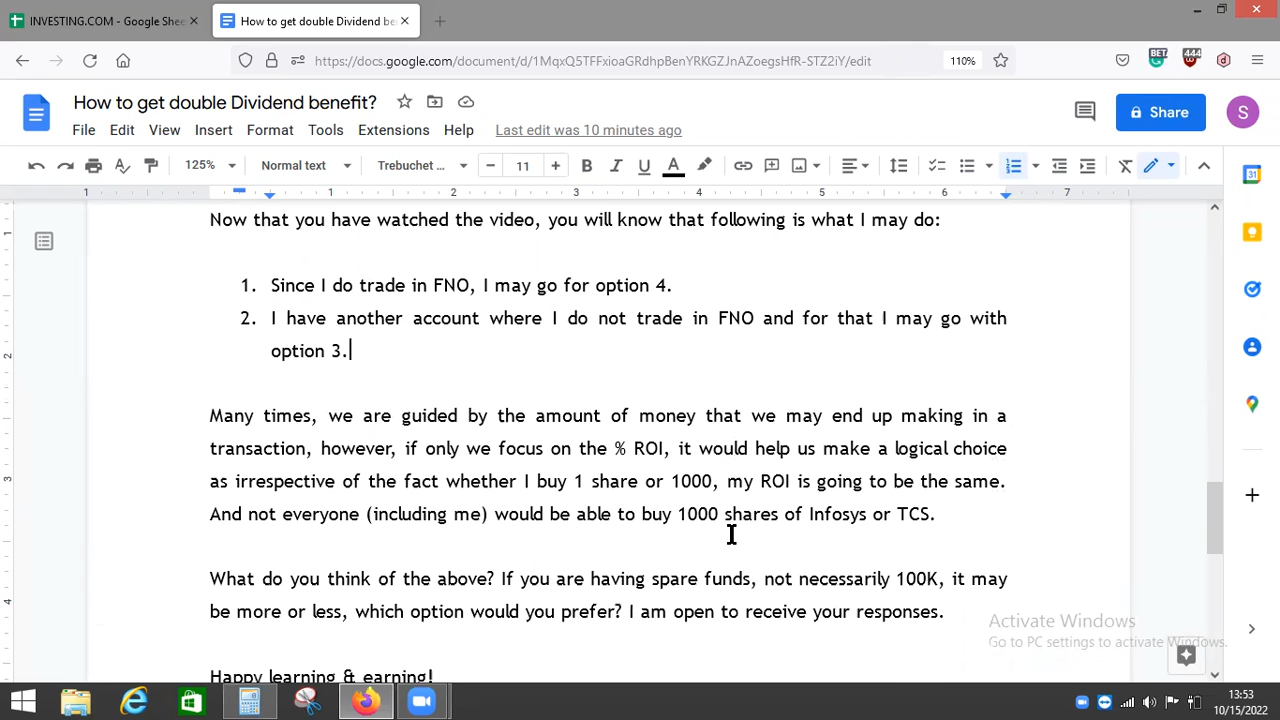 INVESTING.COM - Google Shee
How to get double Dividend be
https://docs.google.com/document/d/1MqxQ5TFFxioaGRdhpBenYRKGZJnAZoegsHfR-STZ2iY/edit
110%
BETA
444
How to get double Dividend benefit?
Share
S
File Edit View Insert Format Tools Extensions Help Last edit was 10 minutes ago
125% Normal text Trebuchet ... 11 B I U A
1 1 2 3 4 5 6 7
Now that you have watched the video, you will know that following is what I may do:
1. Since I do trade in FNO, I may go for option 4.
2. I have another account where I do not trade in FNO and for that I may go with
option 3.
Many times, we are guided by the amount of money that we may end up making in a
transaction, however, if only we focus on the % ROI, it would help us make a logical choice
as irrespective of the fact whether I buy 1 share or 1000, my ROI is going to be the same.
And not everyone (including me) would be able to buy 1000 shares of Infosys or TCS.
What do you think of the above? If you are having spare funds, not necessarily 100K, it may
be more or less, which option would you prefer? I am open to receive your responses.
Happy learning & earning!
Activate Windows
Go to PC settings to activate Windows.
13:53
10/15/2022